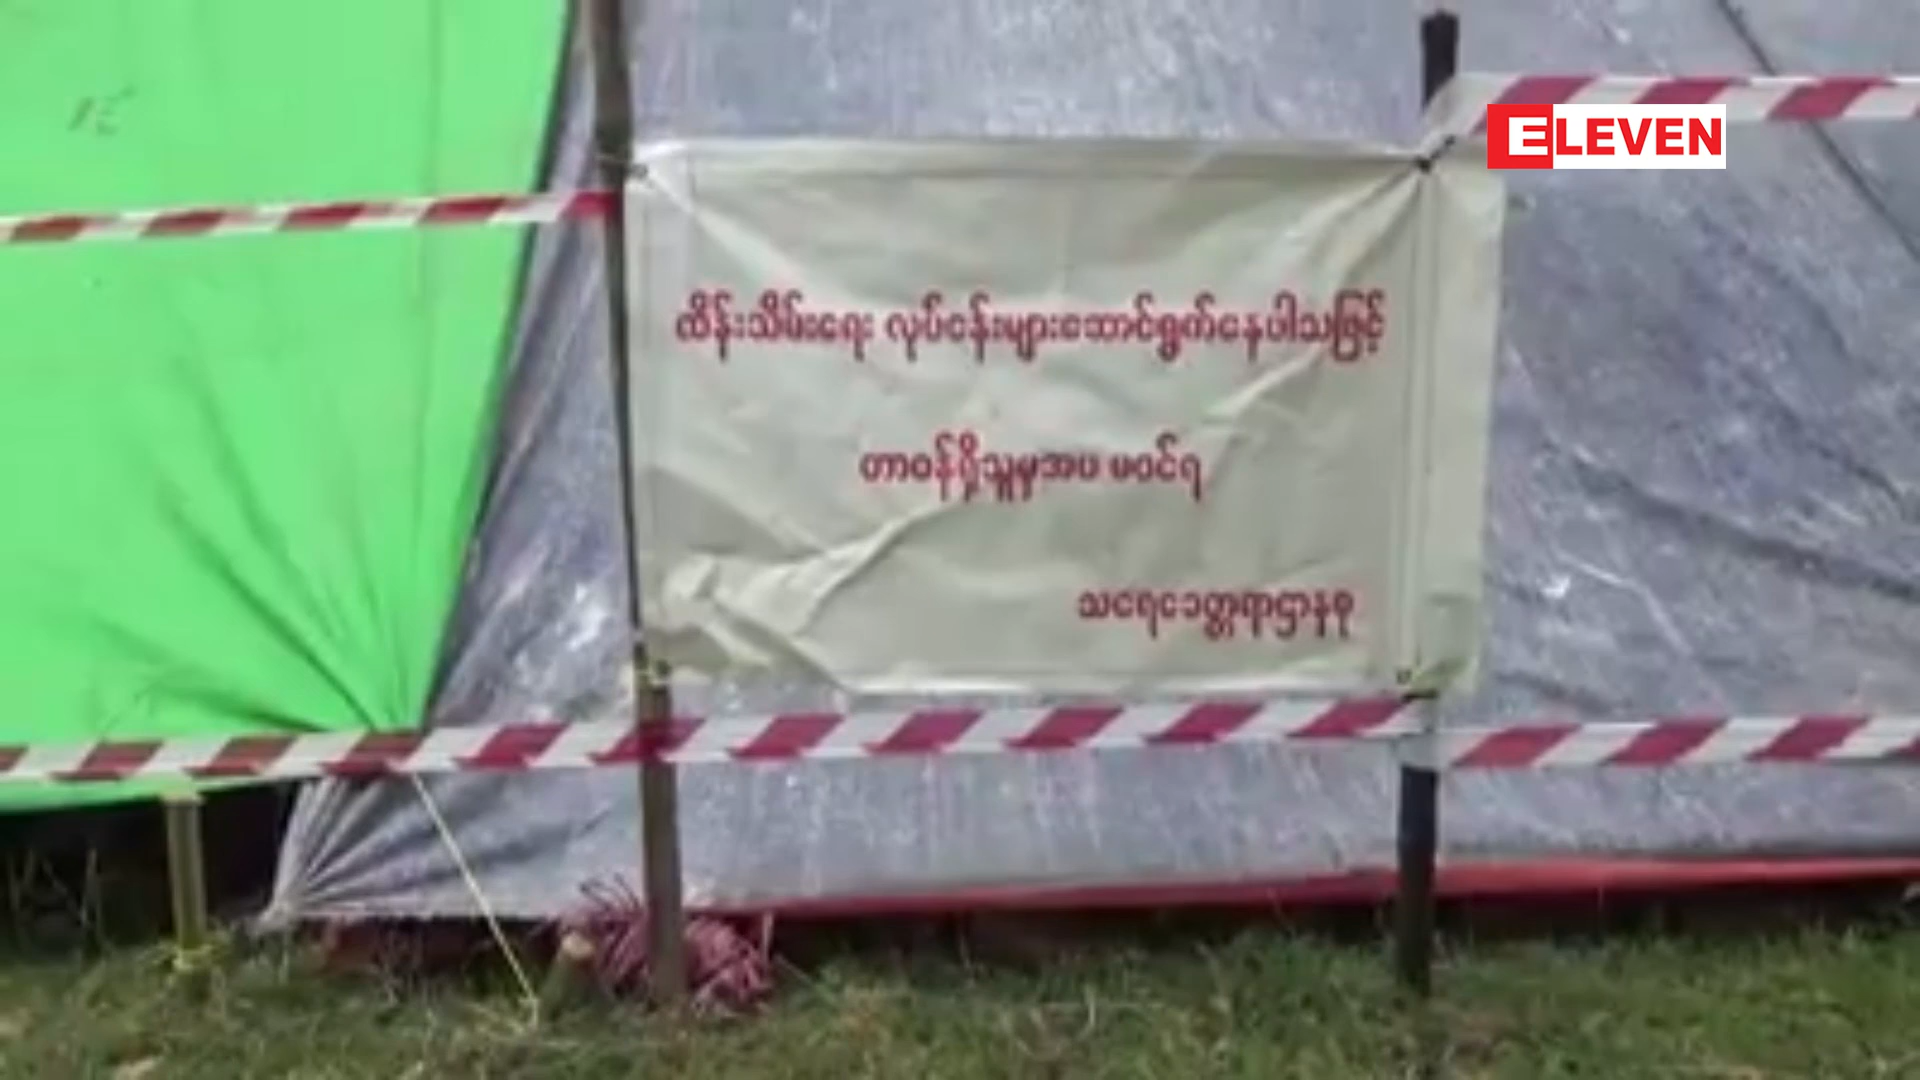 ELEVEN
ထိန်းသိမ်းရေး လုပ်ငန်းများဆောင်ရွက်နေပါသဖြင့်
တာဝန်ရှိသူမှအပ မဝင်ရ
သရေခေတ္တရာဌာနစု